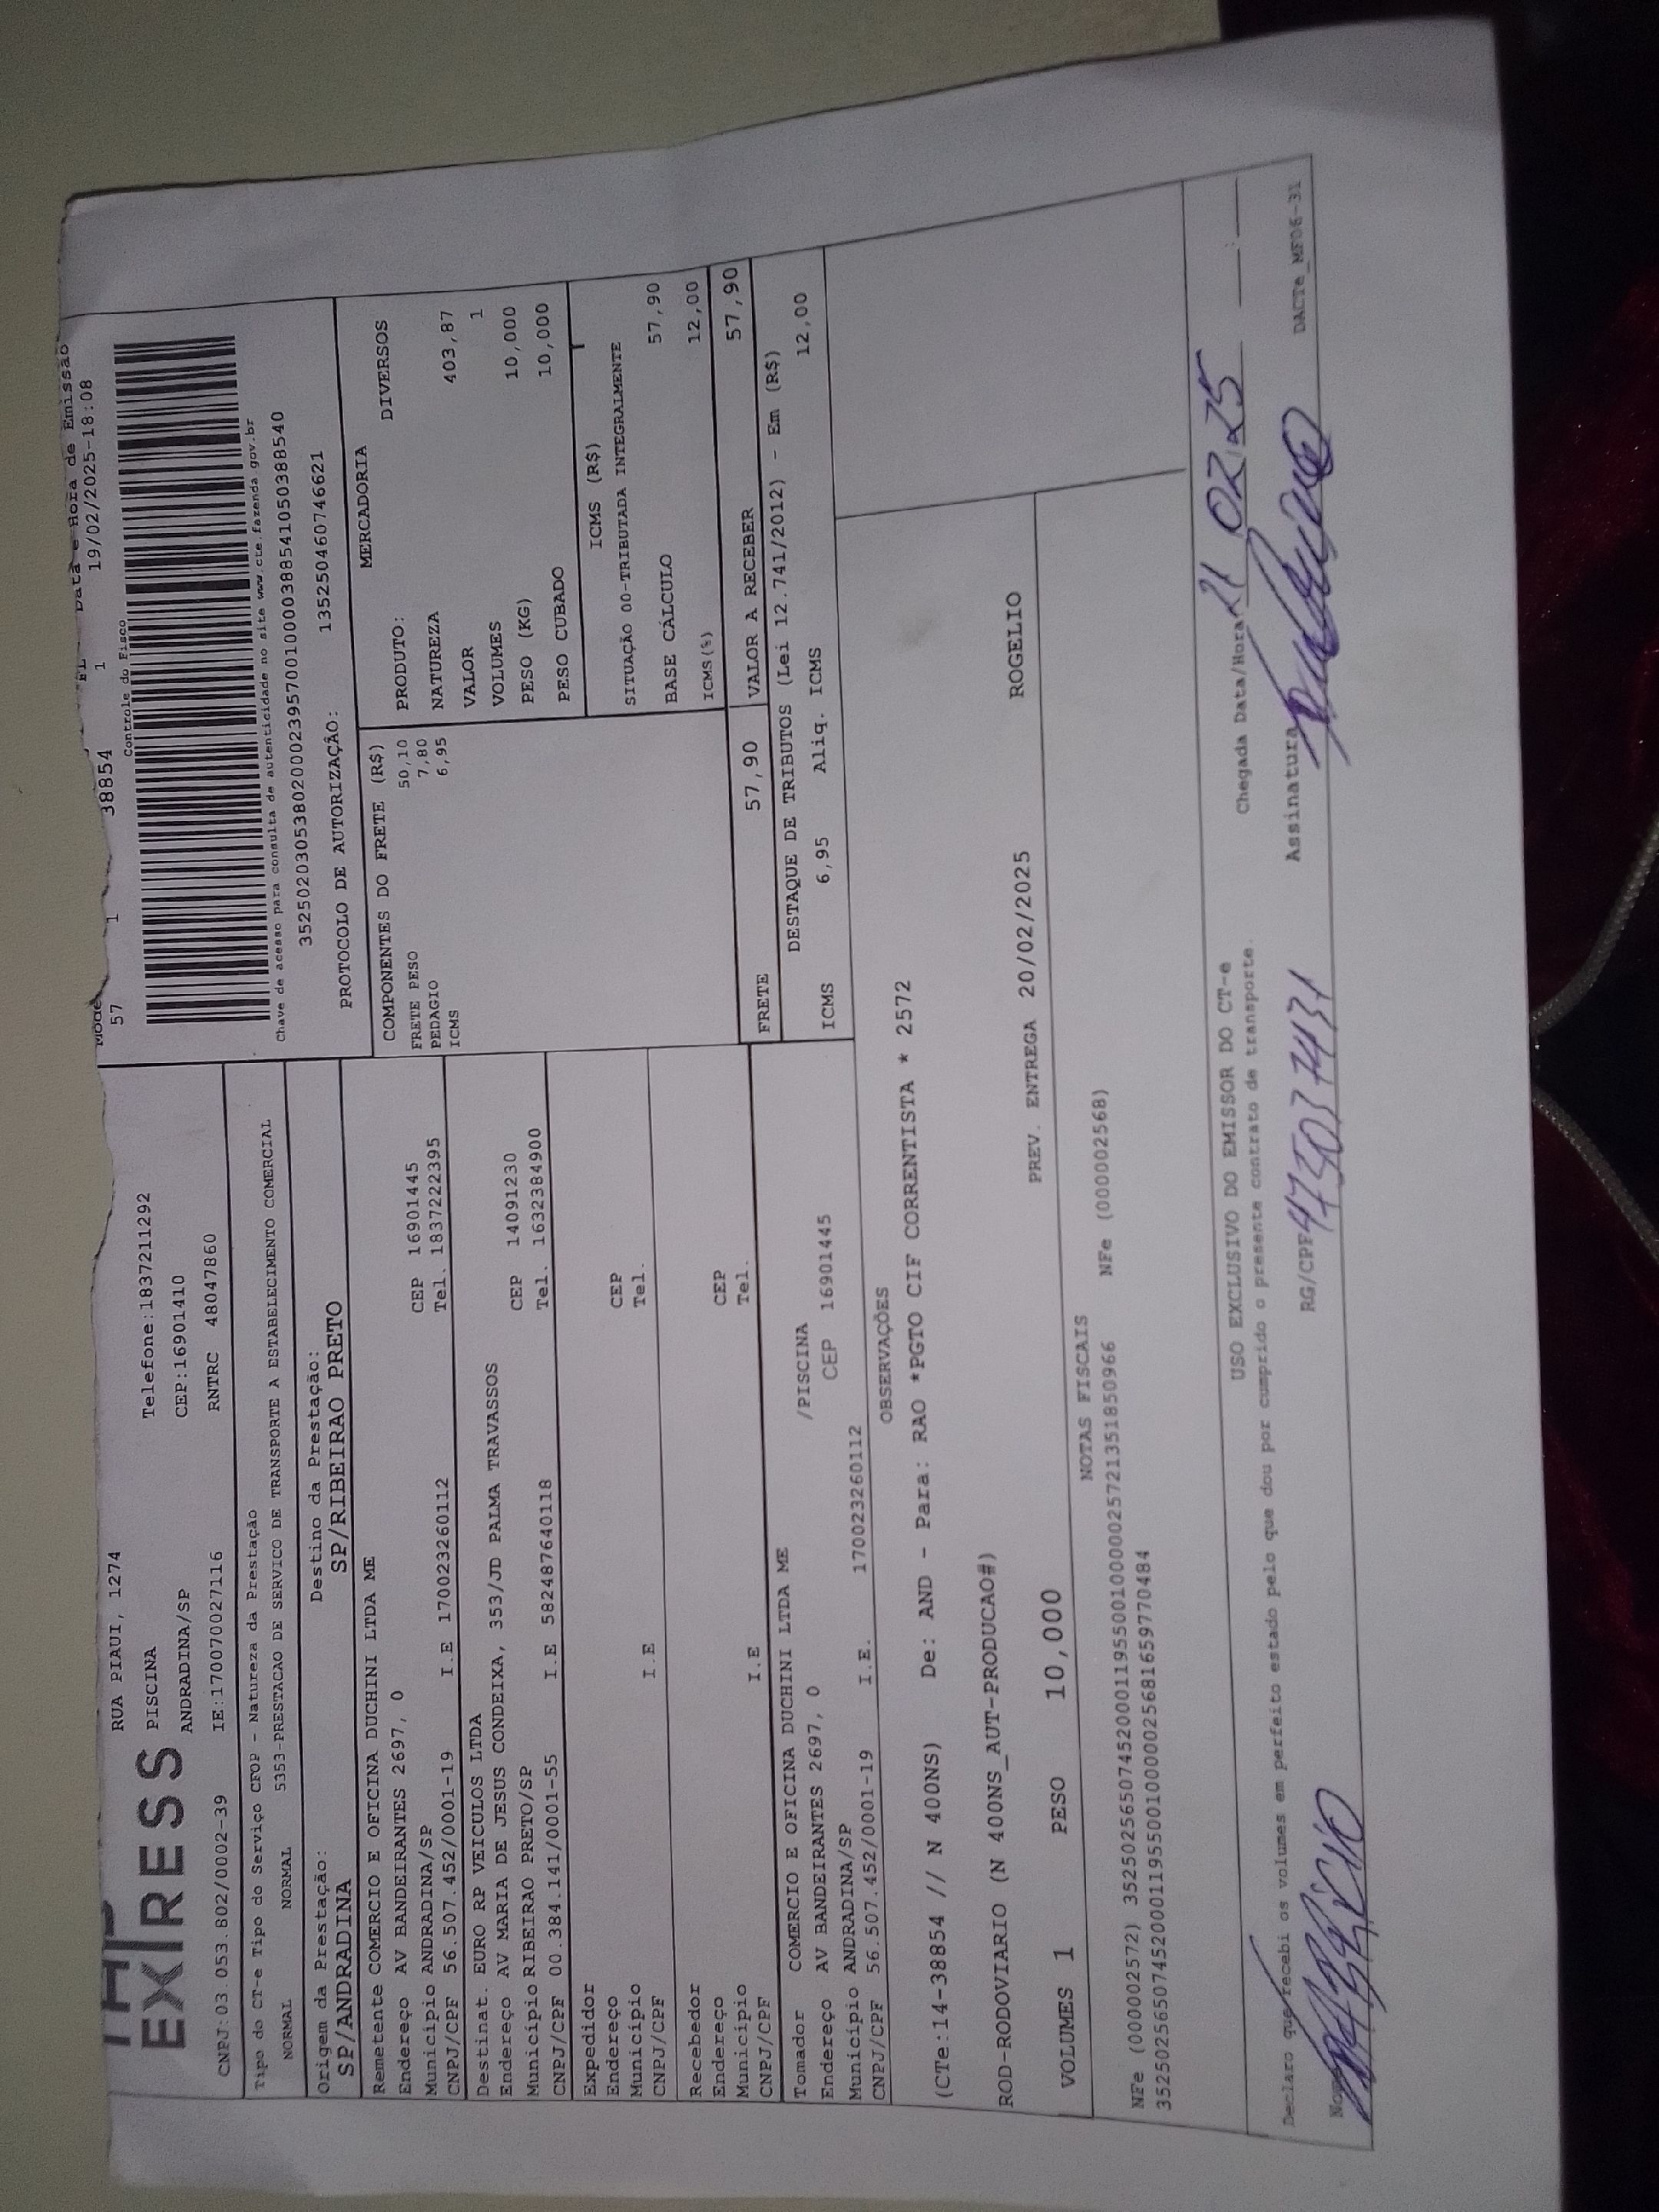 EXPRESS
RUA PIAUI, 1274
Telefone:1837211292
PISCINA
CEP:16901410
ANDRADINA/SP
CNPJ:03.053.802/0002-39 IE:170070027116 RNTRC 48047860
Data e Hora de Emissão
57 1 38854 1 19/02/2025-18:08
Controle do Fisco
Chave de acesso para consulta de autenticidade no site www.cte.fazenda.gov.br
35250203053802000239570010000388541050388540
PROTOCOLO DE AUTORIZAÇÃO: 135250460746621
Tipo do CT-e Tipo do Serviço CFOP - Natureza da Prestação
NORMAL NORMAL 5353-PRESTACAO DE SERVICO DE TRANSPORTE A ESTABELECIMENTO COMERCIAL
Origem da Prestação: Destino da Prestação:
SP/ANDRADINA SP/RIBEIRAO PRETO
Remetente COMERCIO E OFICINA DUCHINI LTDA ME
Endereço AV BANDEIRANTES 2697, 0 CEP 16901445
Município ANDRADINA/SP Tel. 1837222395
CNPJ/CPF 56.507.452/0001-19 I.E 170023260112
Destinat. EURO RP VEICULOS LTDA
Endereço AV MARIA DE JESUS CONDEIXA, 353/JD PALMA TRAVASSOS CEP 14091230
Município RIBEIRAO PRETO/SP Tel. 1632384900
CNPJ/CPF 00.384.141/0001-55 I.E 582487640118
Expedidor
Endereço CEP
Município Tel.
CNPJ/CPF I.E
Recebedor
Endereço CEP
Município Tel.
CNPJ/CPF I.E
COMPONENTES DO FRETE (R$)
FRETE PESO 50,10
PEDAGIO 7,80
ICMS 6,95
MERCADORIA
PRODUTO: DIVERSOS
NATUREZA
VALOR 403,87
VOLUMES 1
PESO (KG) 10,000
PESO CUBADO 10,000
ICMS (R$)
SITUAÇÃO 00-TRIBUTADA INTEGRALMENTE
BASE CÁLCULO 57,90
ICMS(%) 12,00
FRETE 57,90 VALOR A RECEBER 57,90
DESTAQUE DE TRIBUTOS (Lei 12.741/2012) - Em (R$)
ICMS 6,95 Aliq. ICMS 12,00
Tomador COMERCIO E OFICINA DUCHINI LTDA ME
Endereço AV BANDEIRANTES 2697, 0 /PISCINA
Município ANDRADINA/SP CEP 16901445
CNPJ/CPF 56.507.452/0001-19 I.E. 170023260112
OBSERVAÇÕES
(CTe:14-38854 // N 400NS) De: AND - Para: RAO *PGTO CIF CORRENTISTA * 2572
ROD-RODOVIARIO (N 400NS_AUT-PRODUCAO#)
PREV. ENTREGA 20/02/2025 ROGELIO
VOLUMES 1 PESO 10,000
NOTAS FISCAIS
NFe (000002572) 35250256507452000119550010000025721351850966 NFe (000002568)
35250256507452000119550010000025681659770484
USO EXCLUSIVO DO EMISSOR DO CT-e
Declaro que recebi os volumes em perfeito estado pelo que dou por cumprido o presente contrato de transporte.
Chegada Data/Hora 21 02 25
RG/CPF 475037431 Assinatura
DACTe_MF06-31